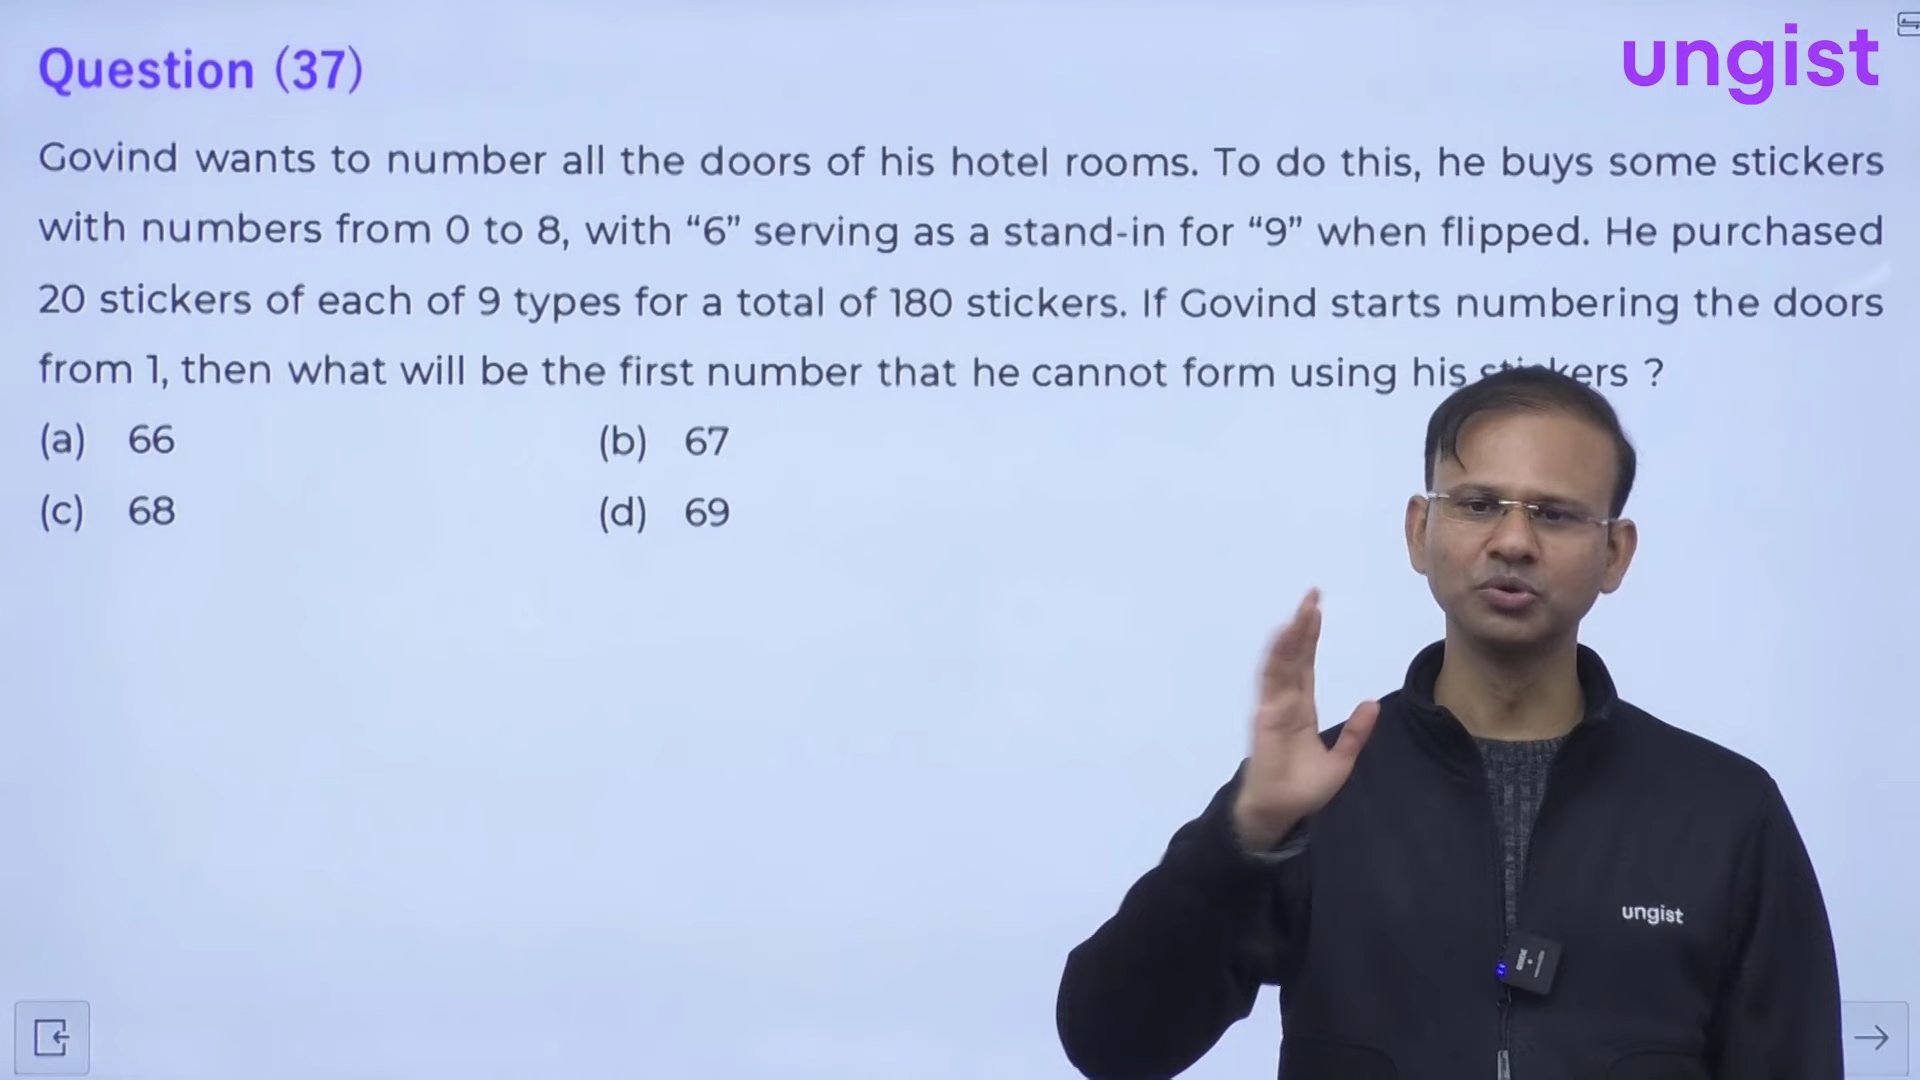 ungist
Question (37)
Govind wants to number all the doors of his hotel rooms. To do this, he buys some stickers
with numbers from 0 to 8, with “6” serving as a stand-in for “9” when flipped. He purchased
20 stickers of each of 9 types for a total of 180 stickers. If Govind starts numbering the doors
from 1, then what will be the first number that he cannot form using his stickers ?
(a) 66 (b) 67
(c) 68 (d) 69
ungist